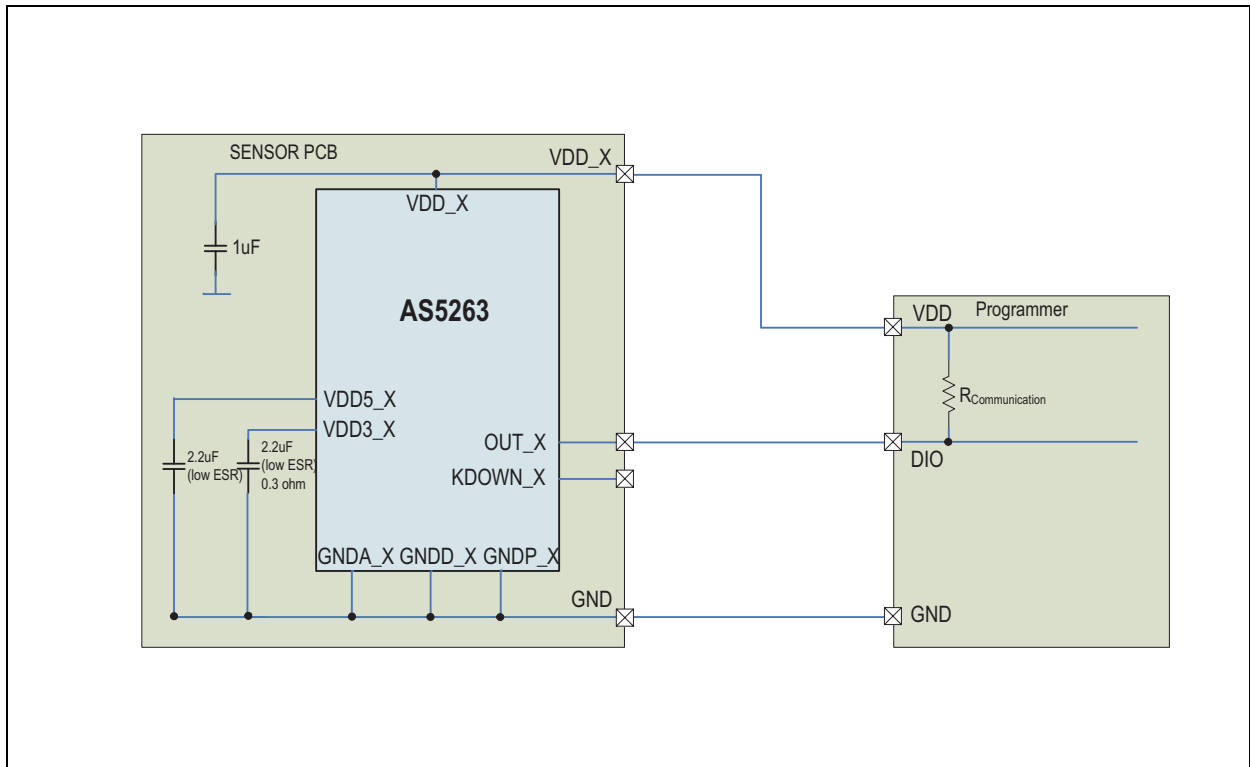 SENSOR PCB
VDD_X
VDD_X
1uF
AS5263
VDD5_X
VDD3_X
2.2uF
(low ESR)
2.2uF
(low ESR)
0.3 ohm
OUT_X
KDOWN_X
GNDA_X GNDD_X GNDP_X
GND
Programmer
VDD
RCommunication
DIO
GND